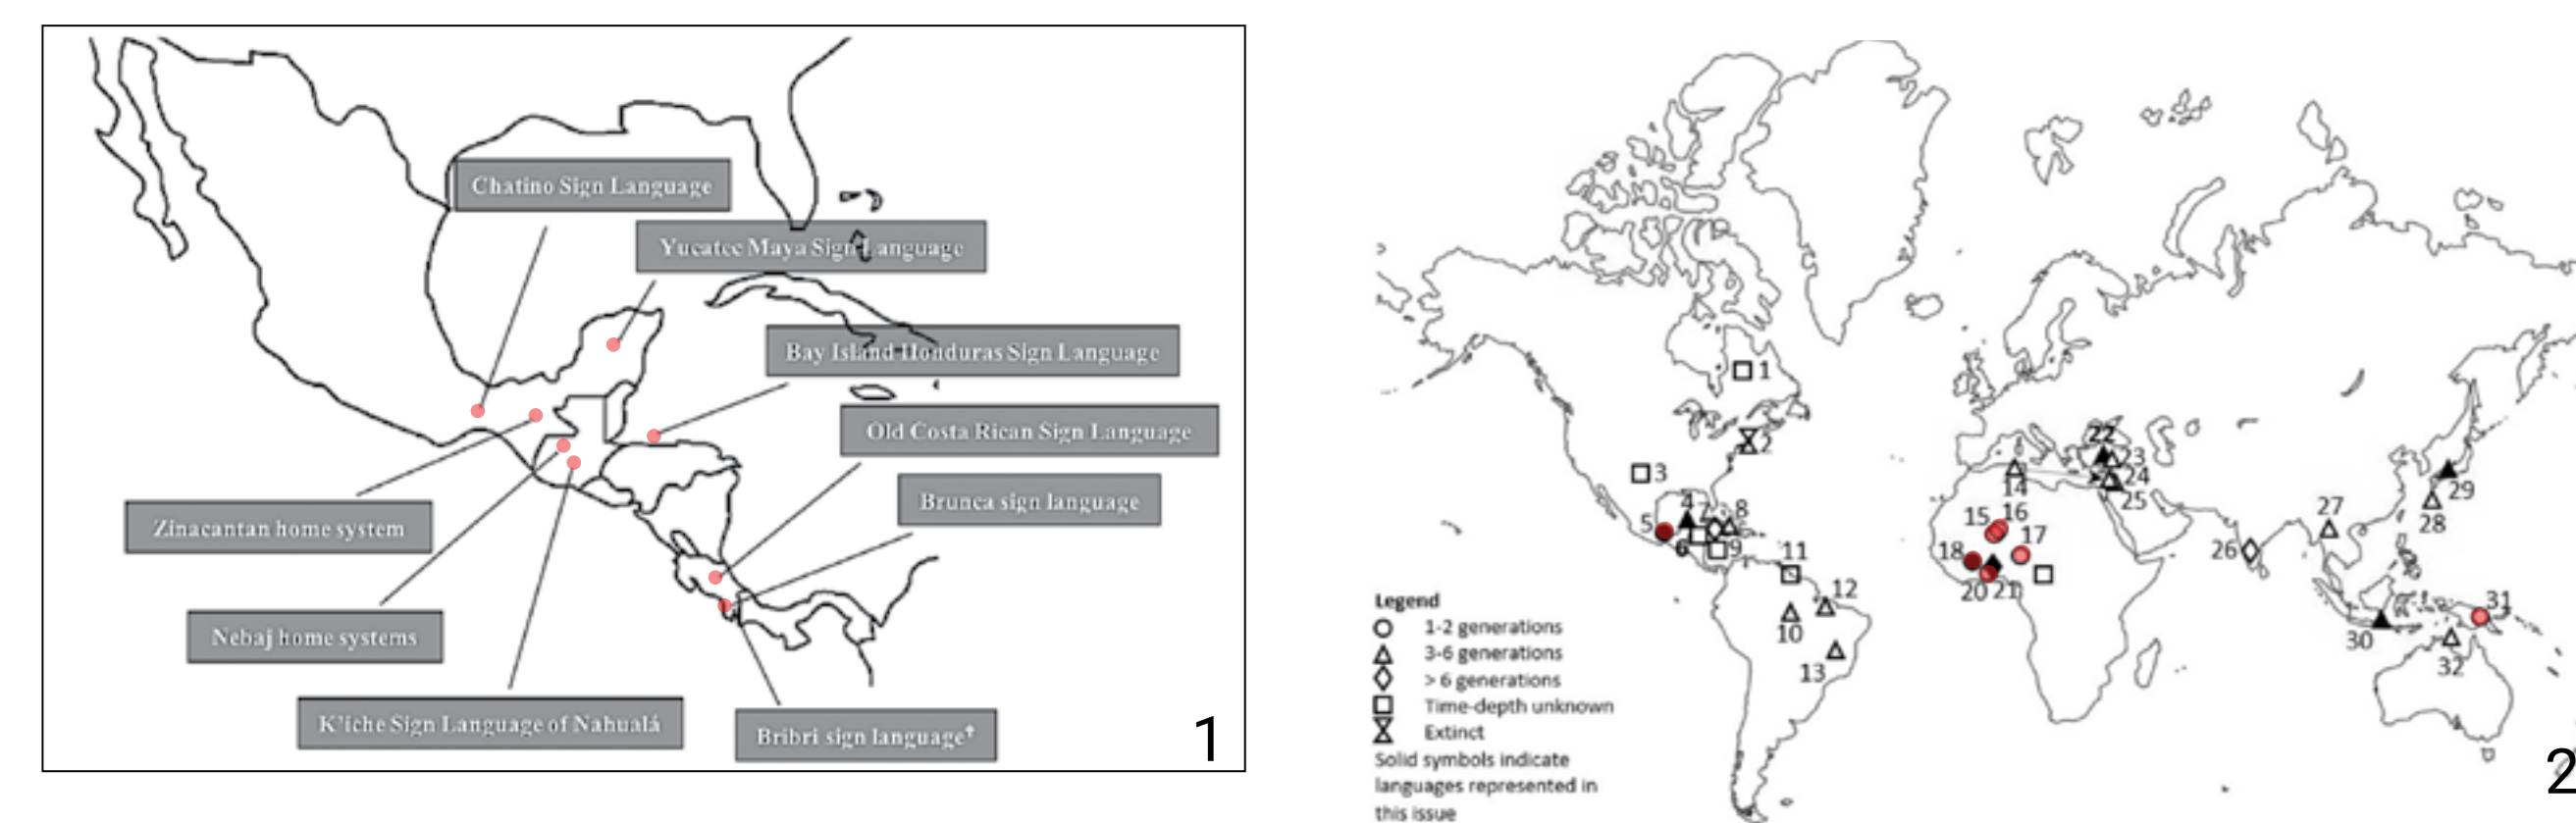 Chatino Sign Language
Yucatec Maya Sign Language
Bay Island Honduras Sign Language
Old Costa Rican Sign Language
Brunca sign language
Zinacantan home system
Nebaj home systems
K'iche Sign Language of Nahualá
Bribri sign language†
1
1
2
3
4
5
6
7
8
9
10
11
12
13
14
15
16
17
18
20
21
22
23
24
25
26
27
28
29
30
31
32
Legend
1-2 generations
3-6 generations
> 6 generations
Time-depth unknown
Extinct
Solid symbols indicate
languages represented in
this issue
2